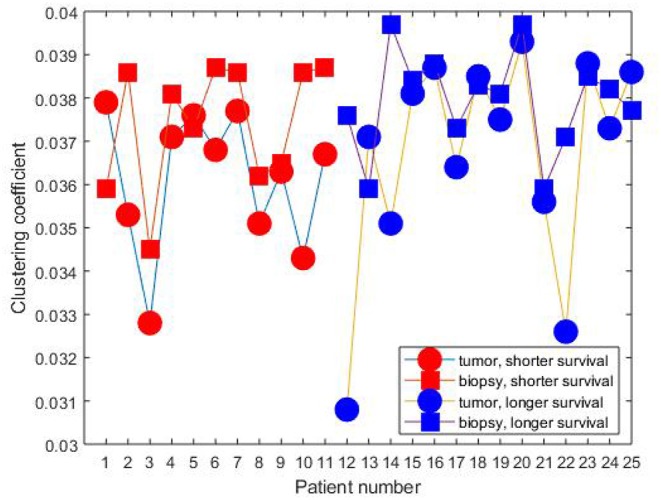 0.04
0.039
0.038
0.037
0.036
0.035
0.034
0.033
0.032
0.031
0.03
Clustering coefficient
tumor, shorter survival
biopsy, shorter survival
tumor, longer survival
biopsy, longer survival
1 2 3 4 5 6 7 8 9 10 11 12 13 14 15 16 17 18 19 20 21 22 23 24 25
Patient number